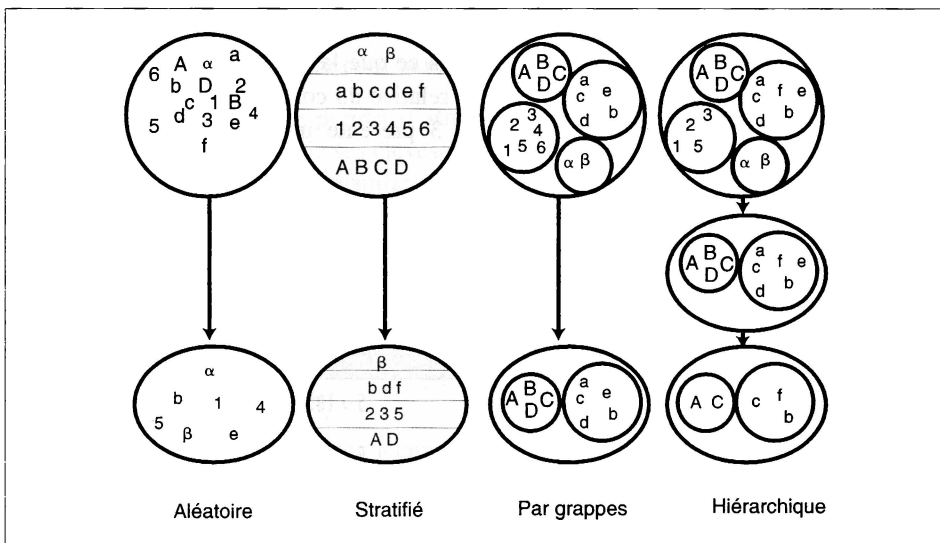 A α a
6
b D 2
c 1 B
d 3 e 4
5
f
α β
a b c d e f
1 2 3 4 5 6
A B C D
B
A C
D
a
c e
b
d
3
2 4
1 5 6
α β
B
A C
D
a
c f e
b
d
2 3
1 5
α β
B
A C
D
a
c f e
b
d
α
b 1 4
5
β e
β
b d f
2 3 5
A D
B
A C
D
a
c e
b
d
A C
c f
b
Aléatoire
Stratifié
Par grappes
Hiérarchique